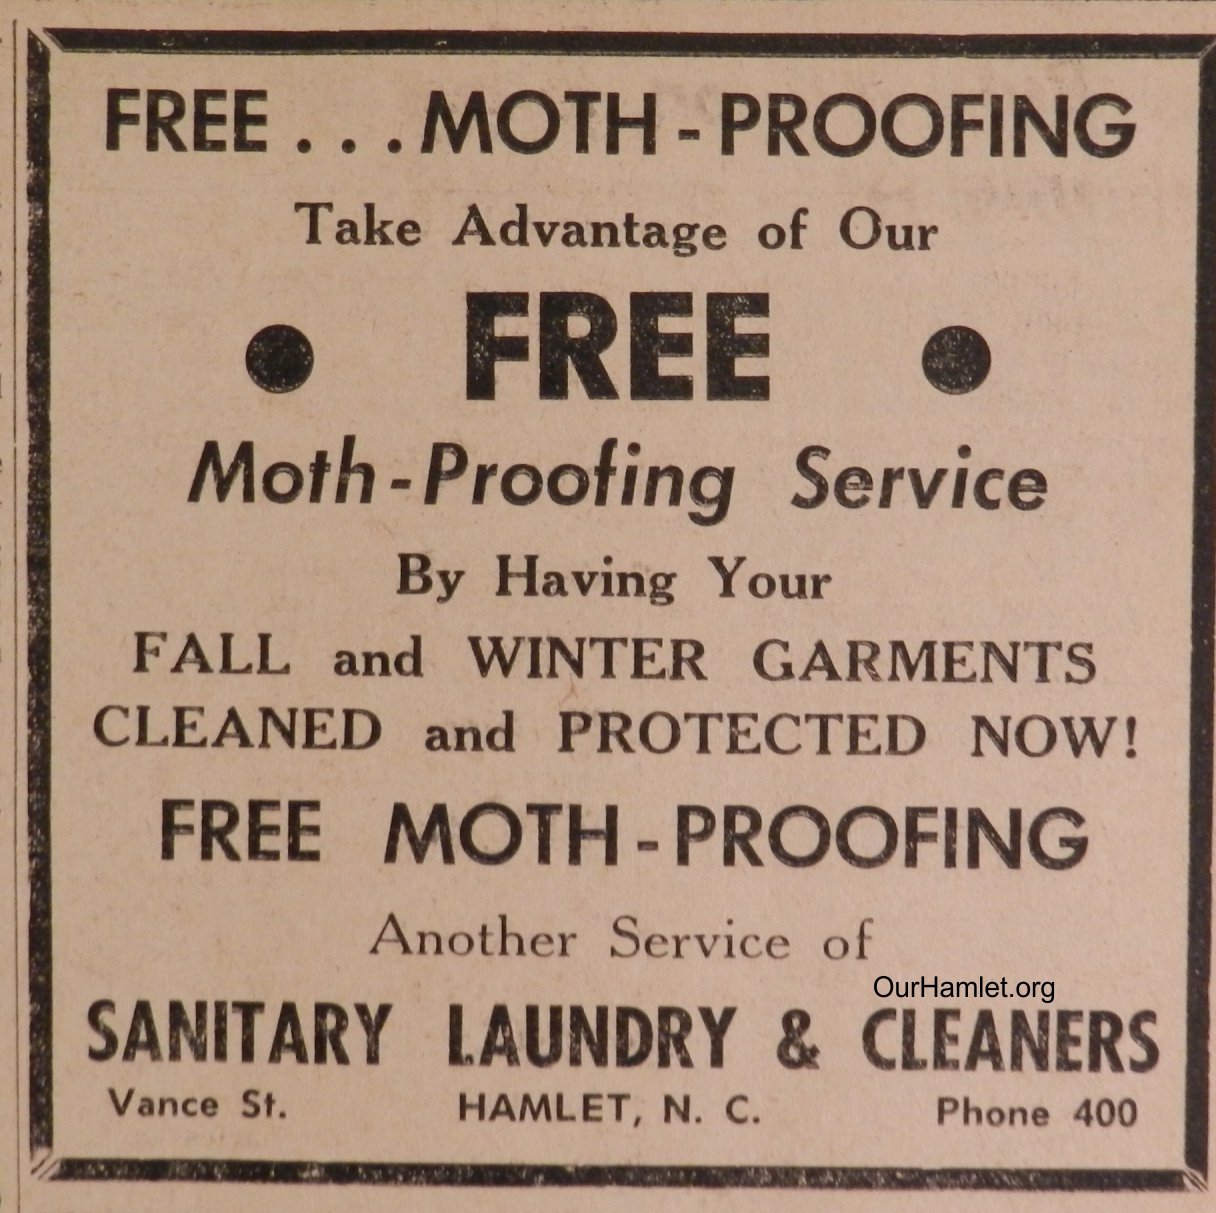 FREE . . . MOTH - PROOFING
Take Advantage of Our
● FREE ●
Moth - Proofing Service
By Having Your
FALL and WINTER GARMENTS
CLEANED and PROTECTED NOW!
FREE MOTH - PROOFING
Another Service of
OurHamlet.org
SANITARY LAUNDRY & CLEANERS
Vance St. HAMLET, N. C. Phone 400